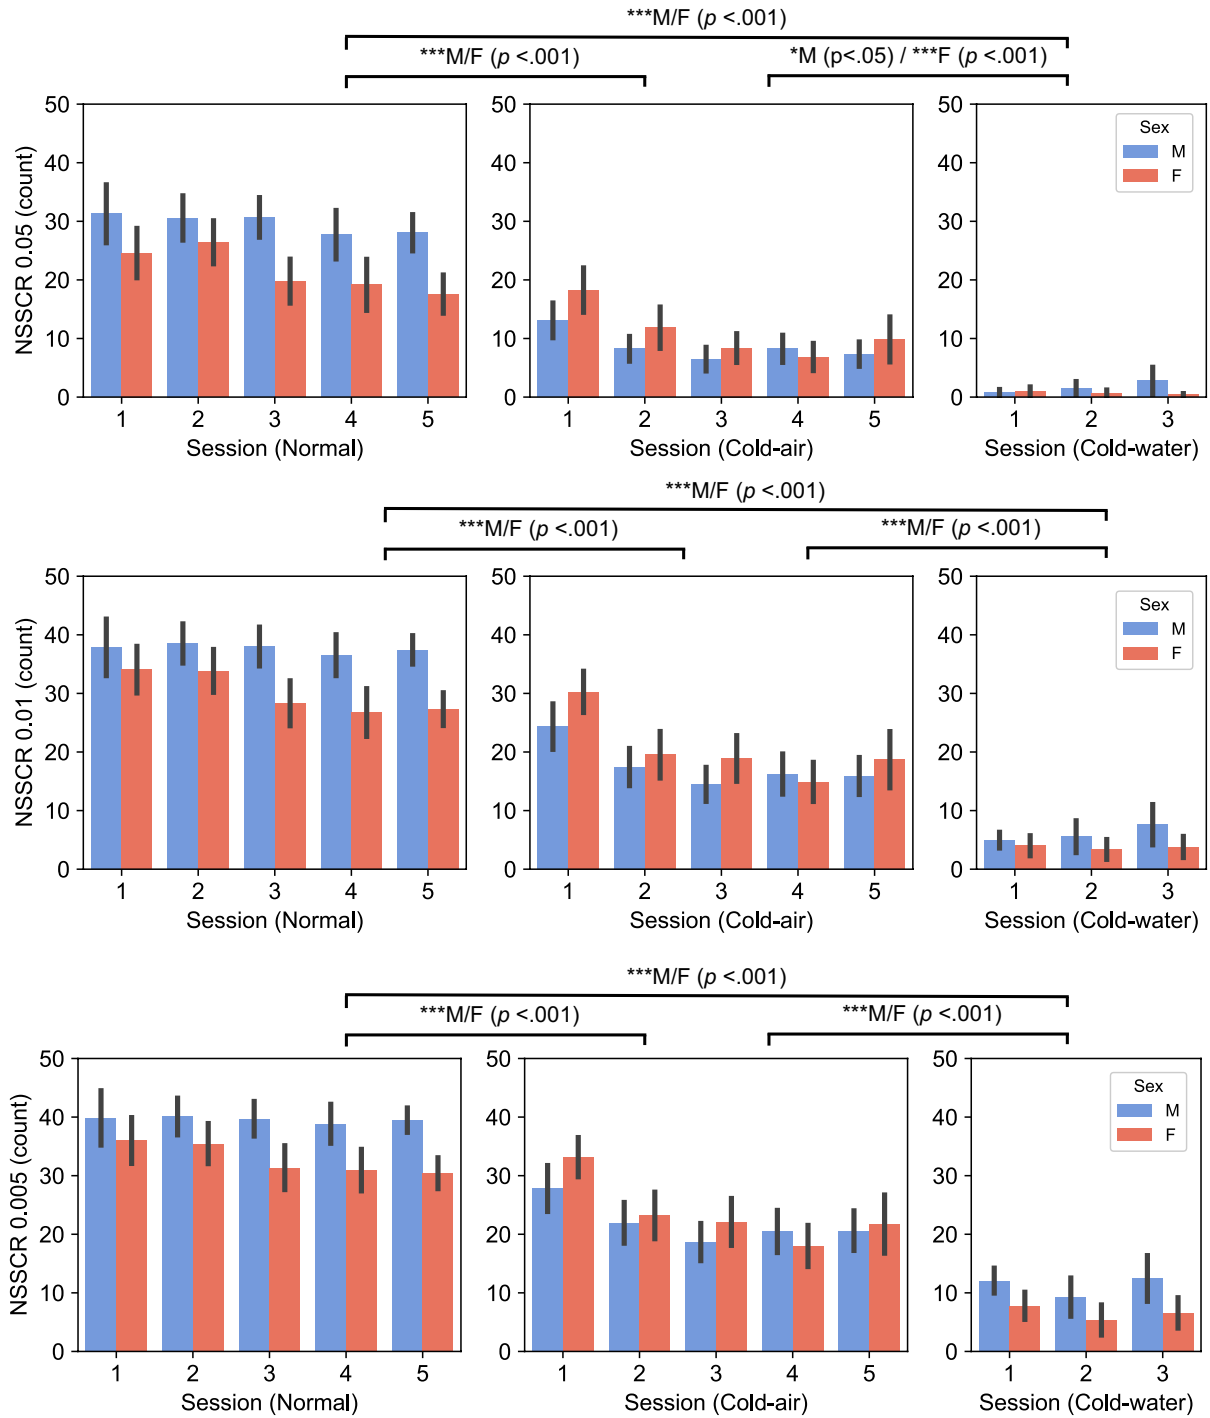 ***M/F (p <.001)
***M/F (p <.001)
*M (p<.05) / ***F (p <.001)
NSSCR 0.05 (count)
50
40
30
20
10
0
1 2 3 4 5
Session (Normal)
50
40
30
20
10
0
1 2 3 4 5
Session (Cold-air)
50
40
30
20
10
0
Sex
M
F
1 2 3
Session (Cold-water)
***M/F (p <.001)
***M/F (p <.001)
***M/F (p <.001)
NSSCR 0.01 (count)
50
40
30
20
10
0
1 2 3 4 5
Session (Normal)
50
40
30
20
10
0
1 2 3 4 5
Session (Cold-air)
50
40
30
20
10
0
Sex
M
F
1 2 3
Session (Cold-water)
***M/F (p <.001)
***M/F (p <.001)
***M/F (p <.001)
NSSCR 0.005 (count)
50
40
30
20
10
0
1 2 3 4 5
Session (Normal)
50
40
30
20
10
0
1 2 3 4 5
Session (Cold-air)
50
40
30
20
10
0
Sex
M
F
1 2 3
Session (Cold-water)